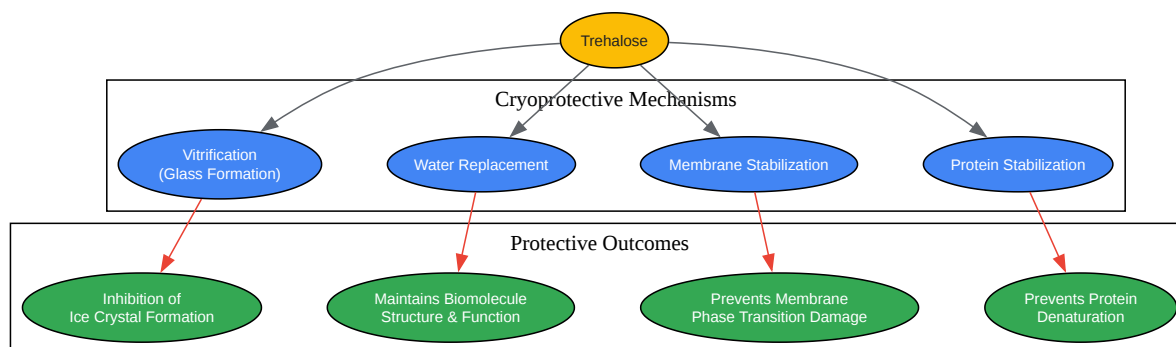 Trehalose
Cryoprotective Mechanisms
Vitrification
(Glass Formation)
Water Replacement
Membrane Stabilization
Protein Stabilization
Protective Outcomes
Inhibition of
Ice Crystal Formation
Maintains Biomolecule
Structure & Function
Prevents Membrane
Phase Transition Damage
Prevents Protein
Denaturation